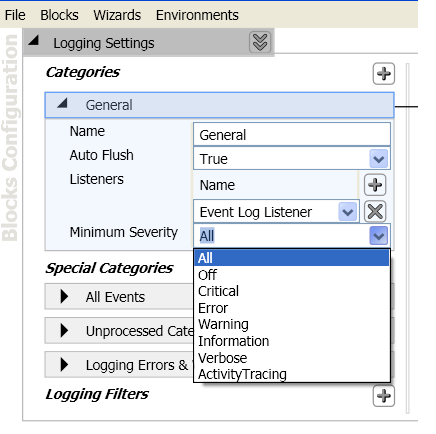 File Blocks Wizards Environments
Blocks Configuration
Logging Settings
Categories
General
Name General
Auto Flush True
Listeners Name
Event Log Listener
Minimum Severity All
All
Off
Critical
Error
Warning
Information
Verbose
ActivityTracing
Special Categories
All Events
Unprocessed Cate
Logging Errors &
Logging Filters